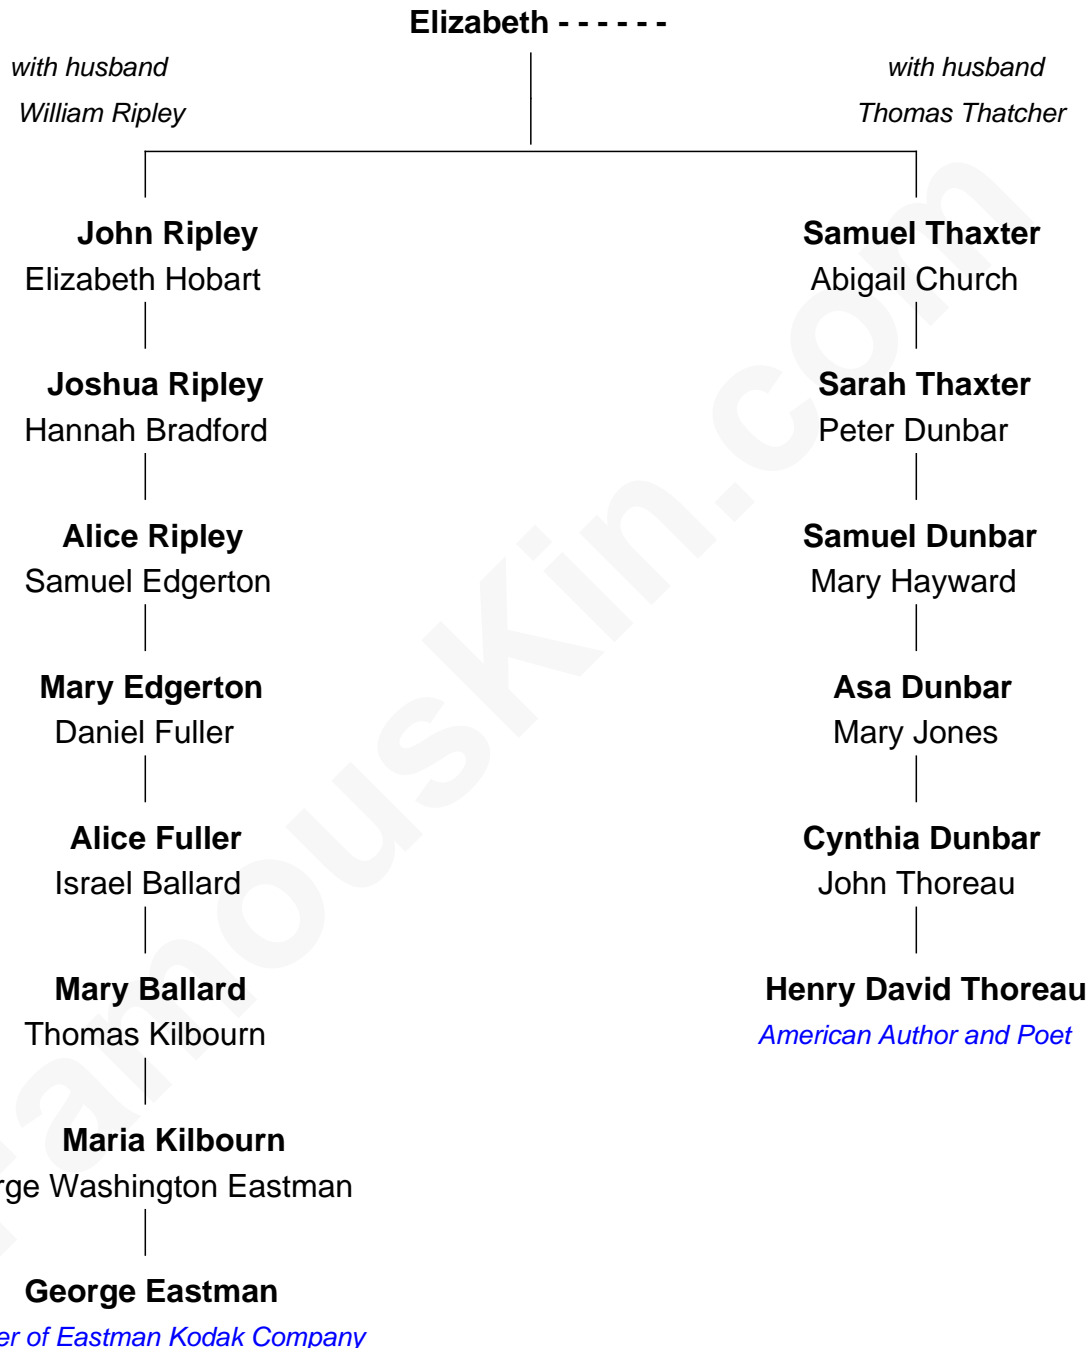 Elizabeth - - - - - -
with husband
William Ripley
with husband
Thomas Thatcher
John Ripley
Elizabeth Hobart
Samuel Thaxter
Abigail Church
Joshua Ripley
Hannah Bradford
Sarah Thaxter
Peter Dunbar
Alice Ripley
Samuel Edgerton
Samuel Dunbar
Mary Hayward
Mary Edgerton
Daniel Fuller
Asa Dunbar
Mary Jones
Alice Fuller
Israel Ballard
Cynthia Dunbar
John Thoreau
Mary Ballard
Thomas Kilbourn
Henry David Thoreau
American Author and Poet
Maria Kilbourn
rge Washington Eastman
George Eastman
er of Eastman Kodak Company
FamousKin.com